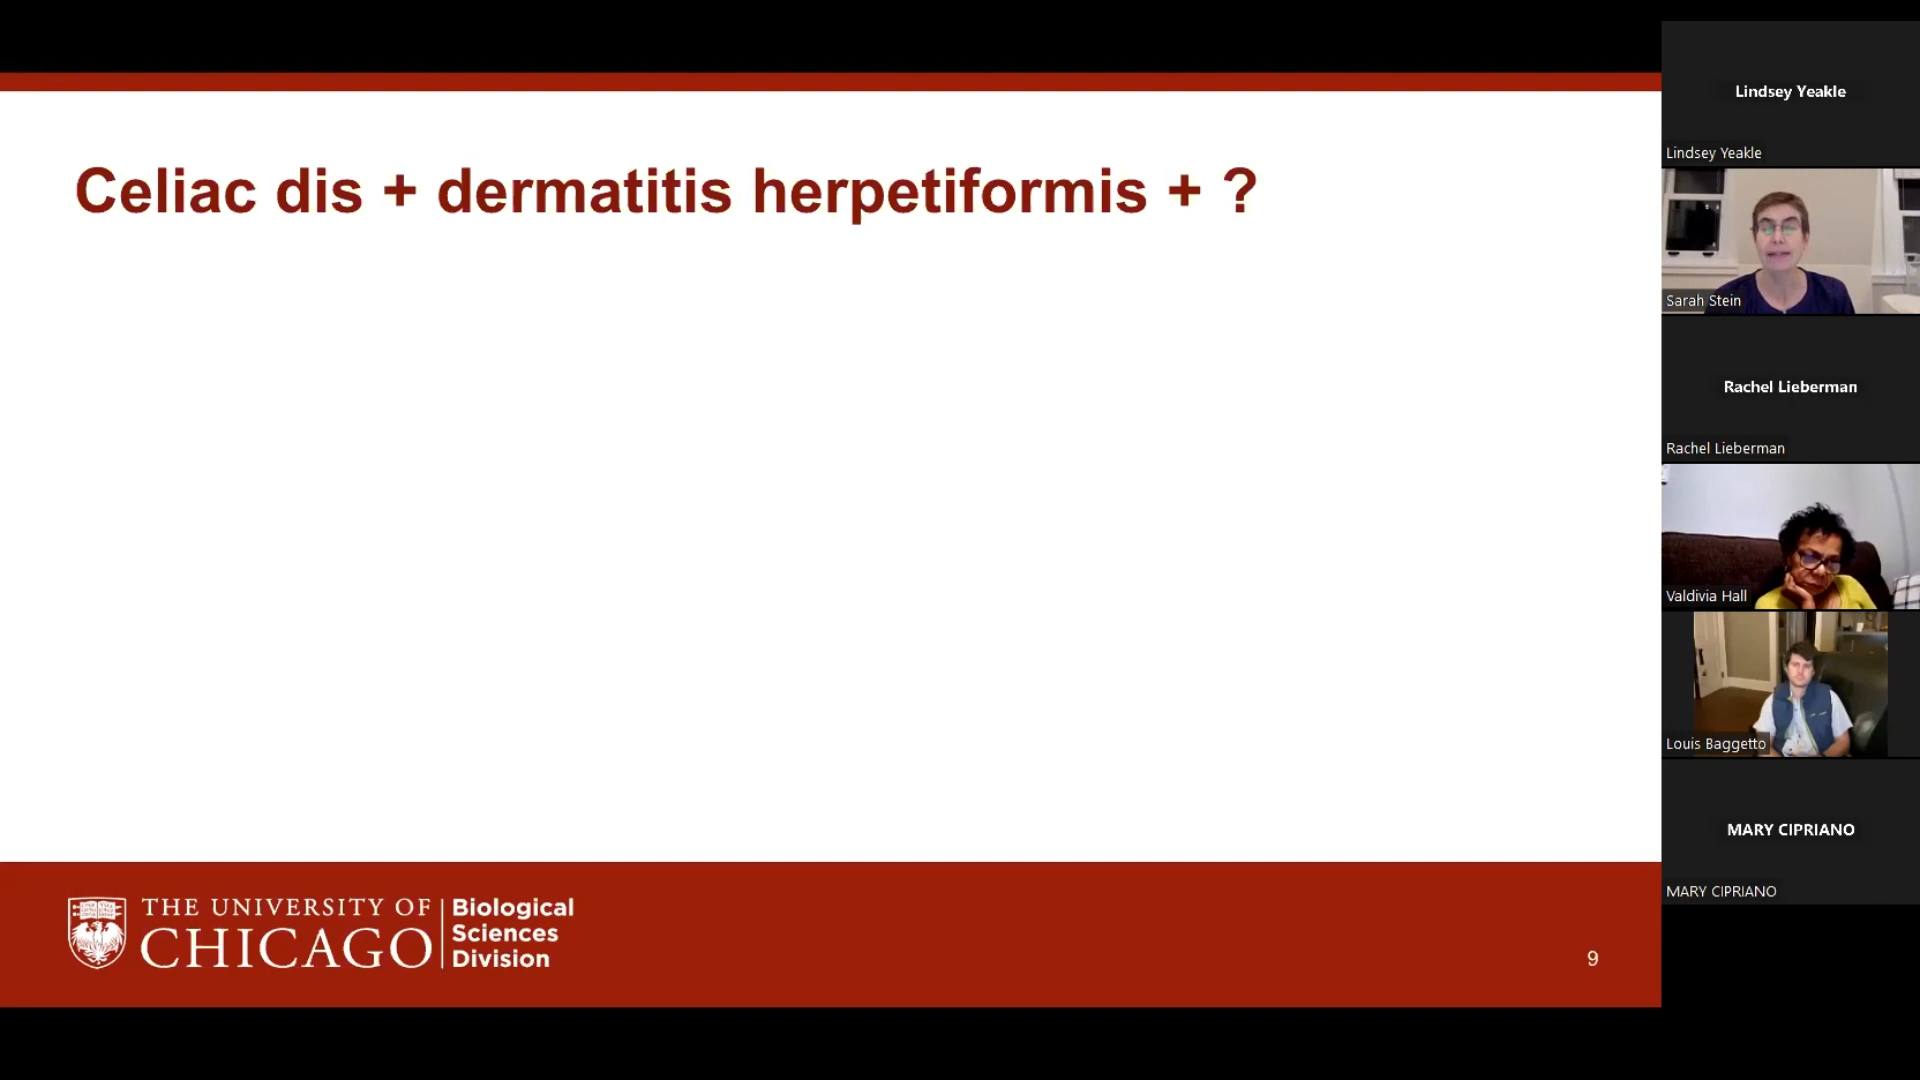 Celiac dis + dermatitis herpetiformis + ?
THE UNIVERSITY OF
CHICAGO
Biological
Sciences
Division
9
Lindsey Yeakle
Lindsey Yeakle
Sarah Stein
Rachel Lieberman
Rachel Lieberman
Valdivia Hall
Louis Baggetto
MARY CIPRIANO
MARY CIPRIANO